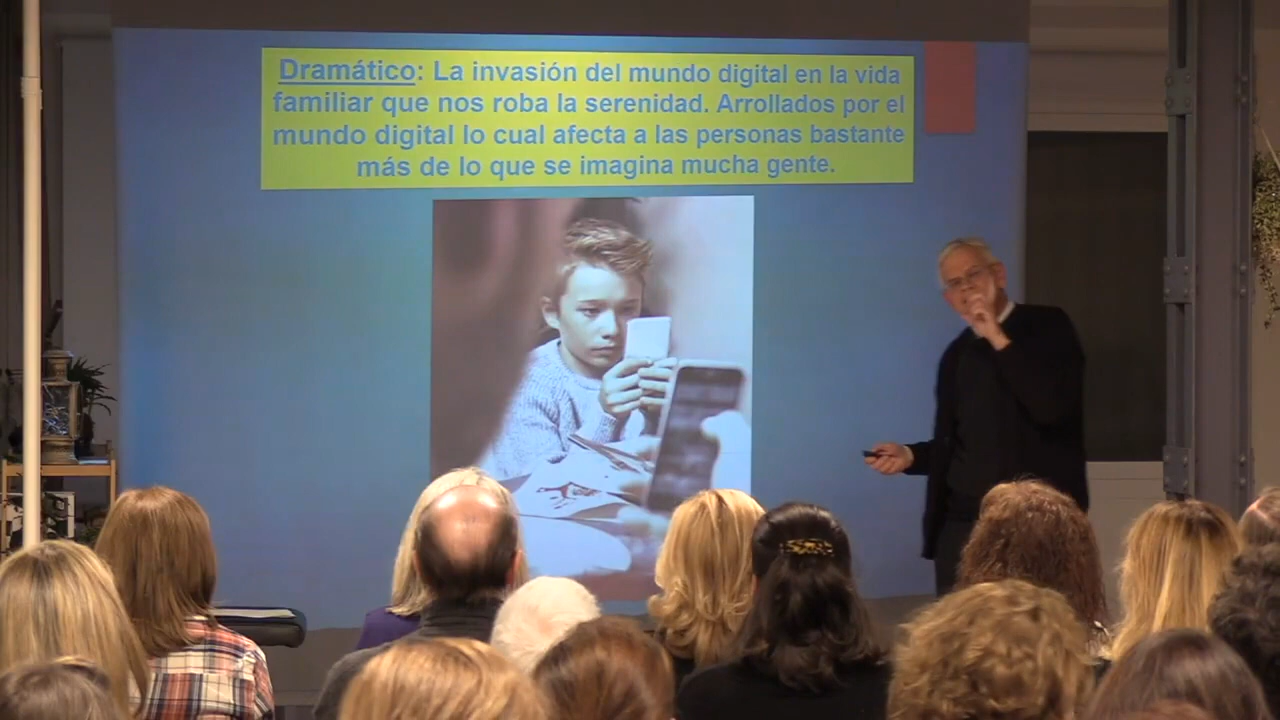 Dramático: La invasión del mundo digital en la vida
familiar que nos roba la serenidad. Arrollados por el
mundo digital lo cual afecta a las personas bastante
más de lo que se imagina mucha gente.